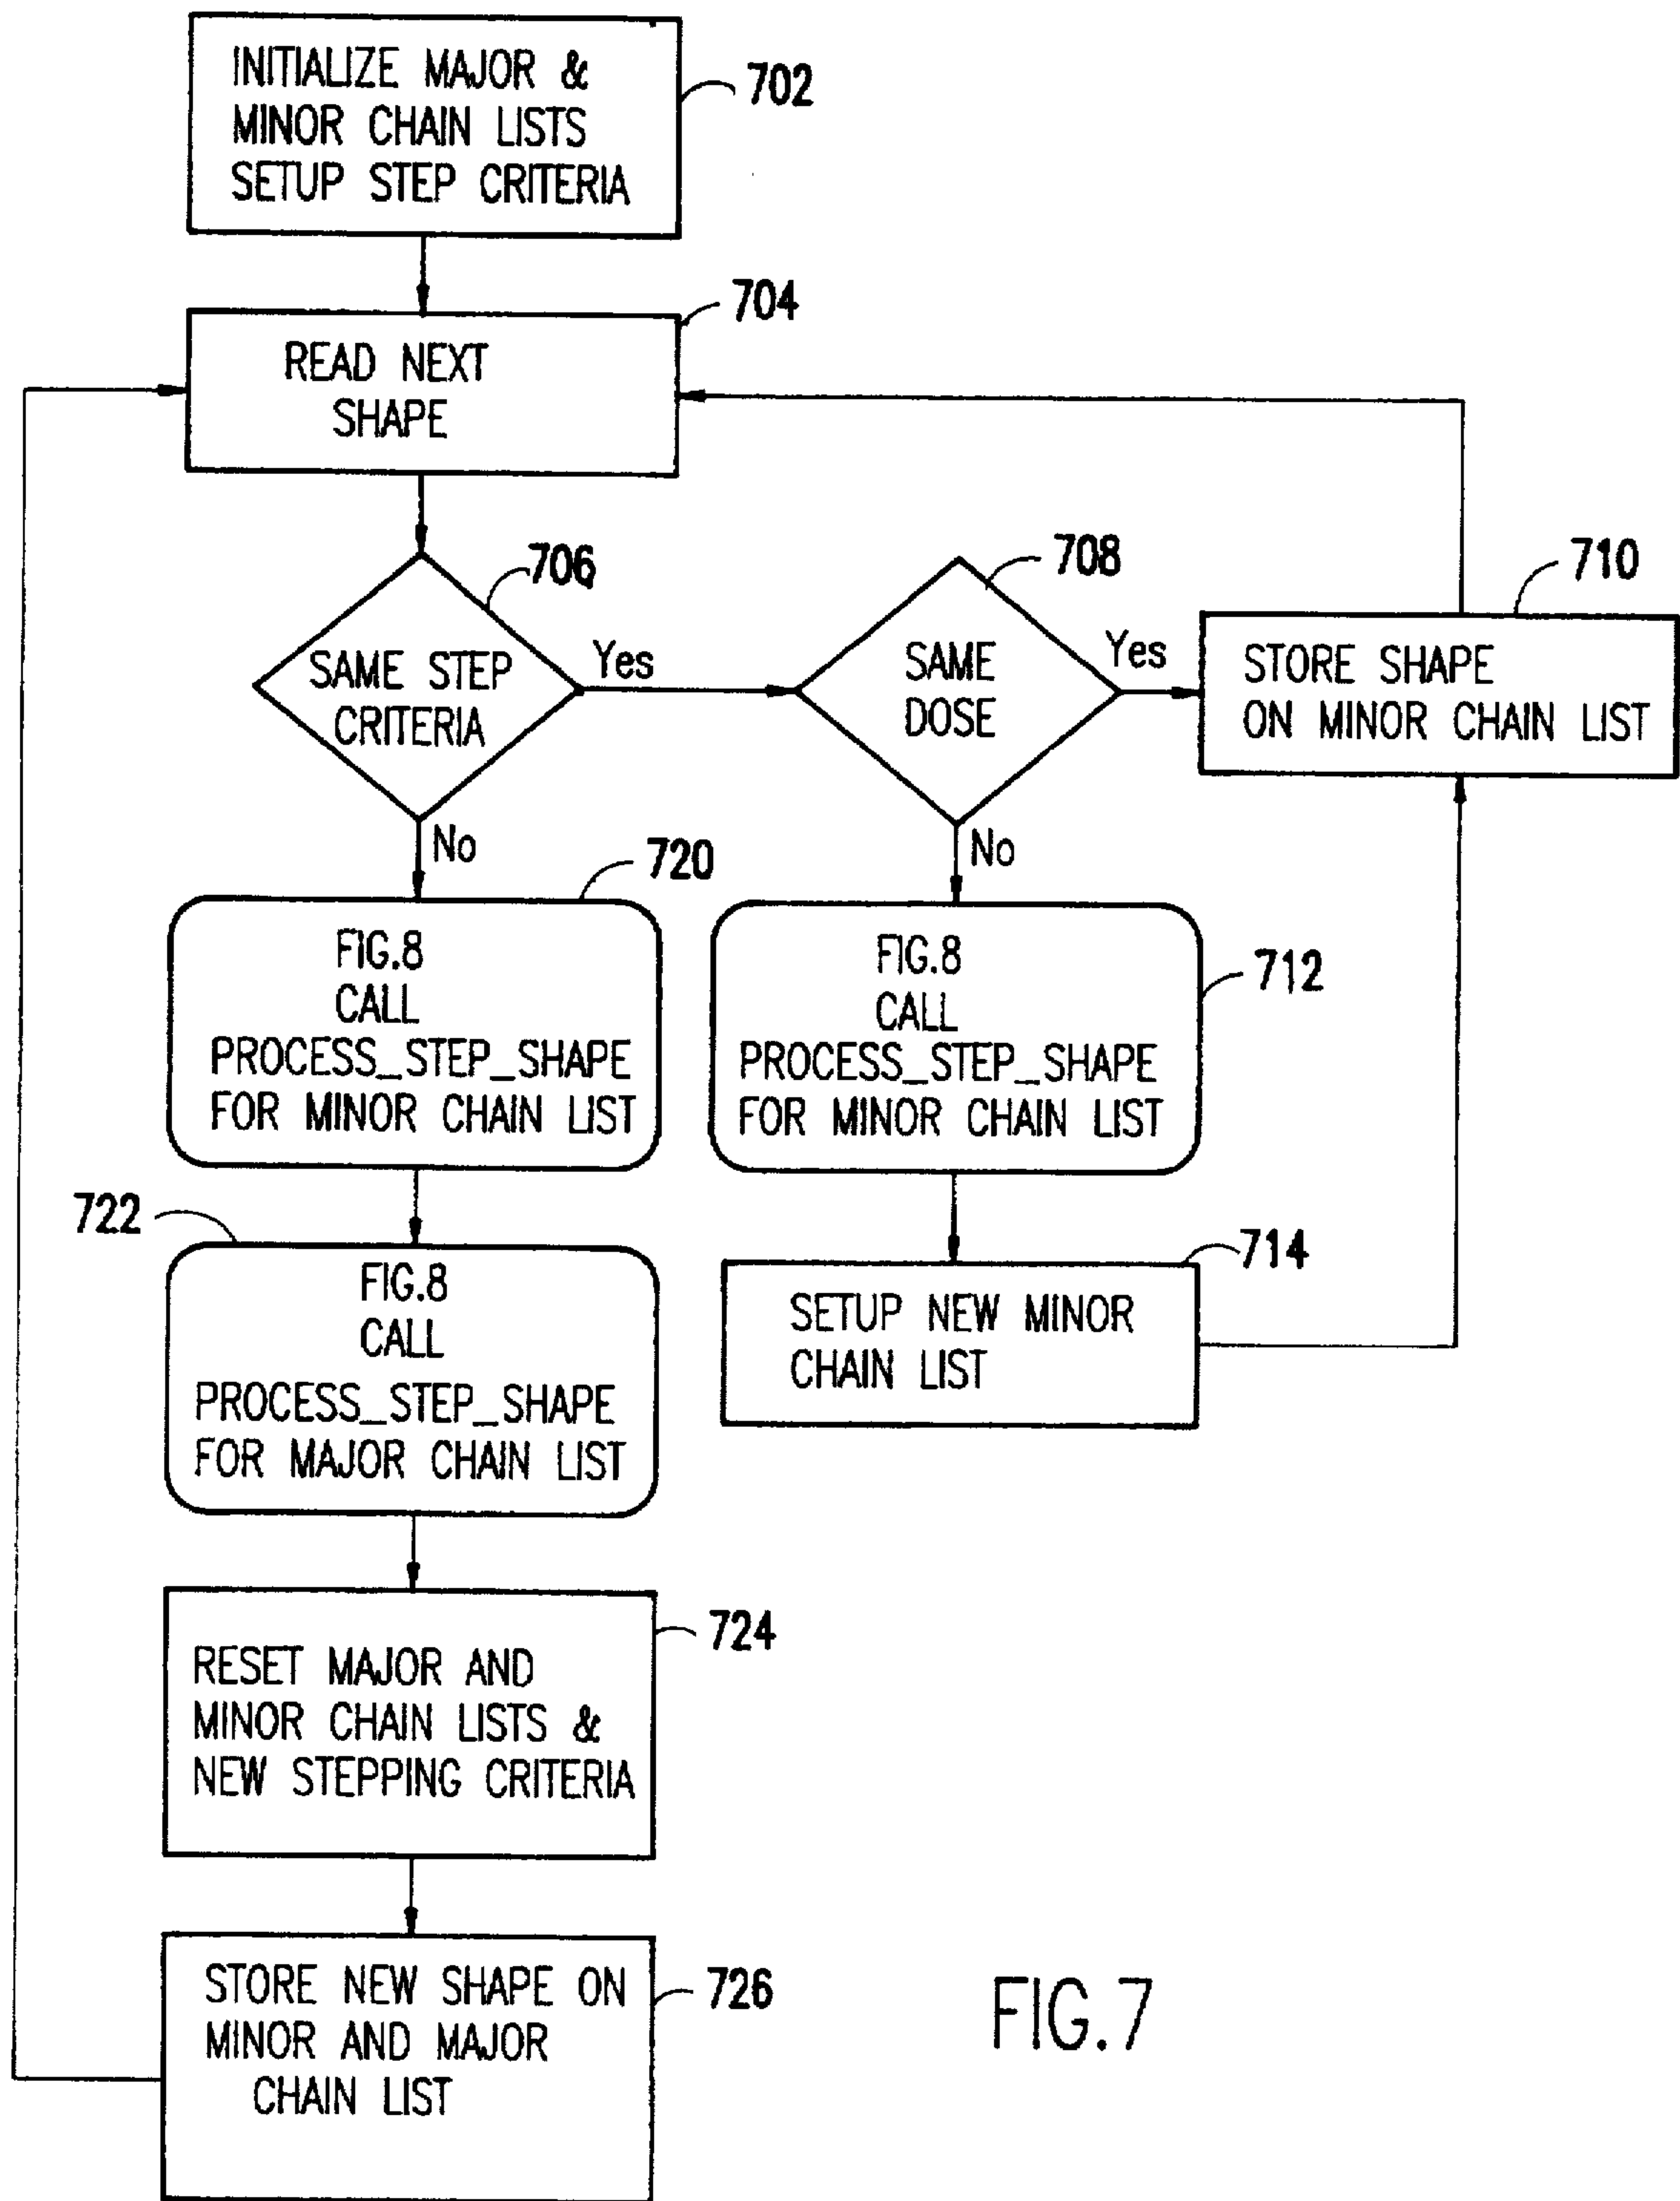 INITIALIZE MAJOR &
MINOR CHAIN LISTS
SETUP STEP CRITERIA
702
READ NEXT
SHAPE
704
SAME STEP
CRITERIA
706
Yes
No
SAME
DOSE
708
Yes
No
STORE SHAPE
ON MINOR CHAIN LIST
710
FIG.8
CALL
PROCESS_STEP_SHAPE
FOR MINOR CHAIN LIST
720
FIG.8
CALL
PROCESS_STEP_SHAPE
FOR MINOR CHAIN LIST
712
722
FIG.8
CALL
PROCESS_STEP_SHAPE
FOR MAJOR CHAIN LIST
SETUP NEW MINOR
CHAIN LIST
714
RESET MAJOR AND
MINOR CHAIN LISTS &
NEW STEPPING CRITERIA
724
STORE NEW SHAPE ON
MINOR AND MAJOR
CHAIN LIST
726
FIG.7